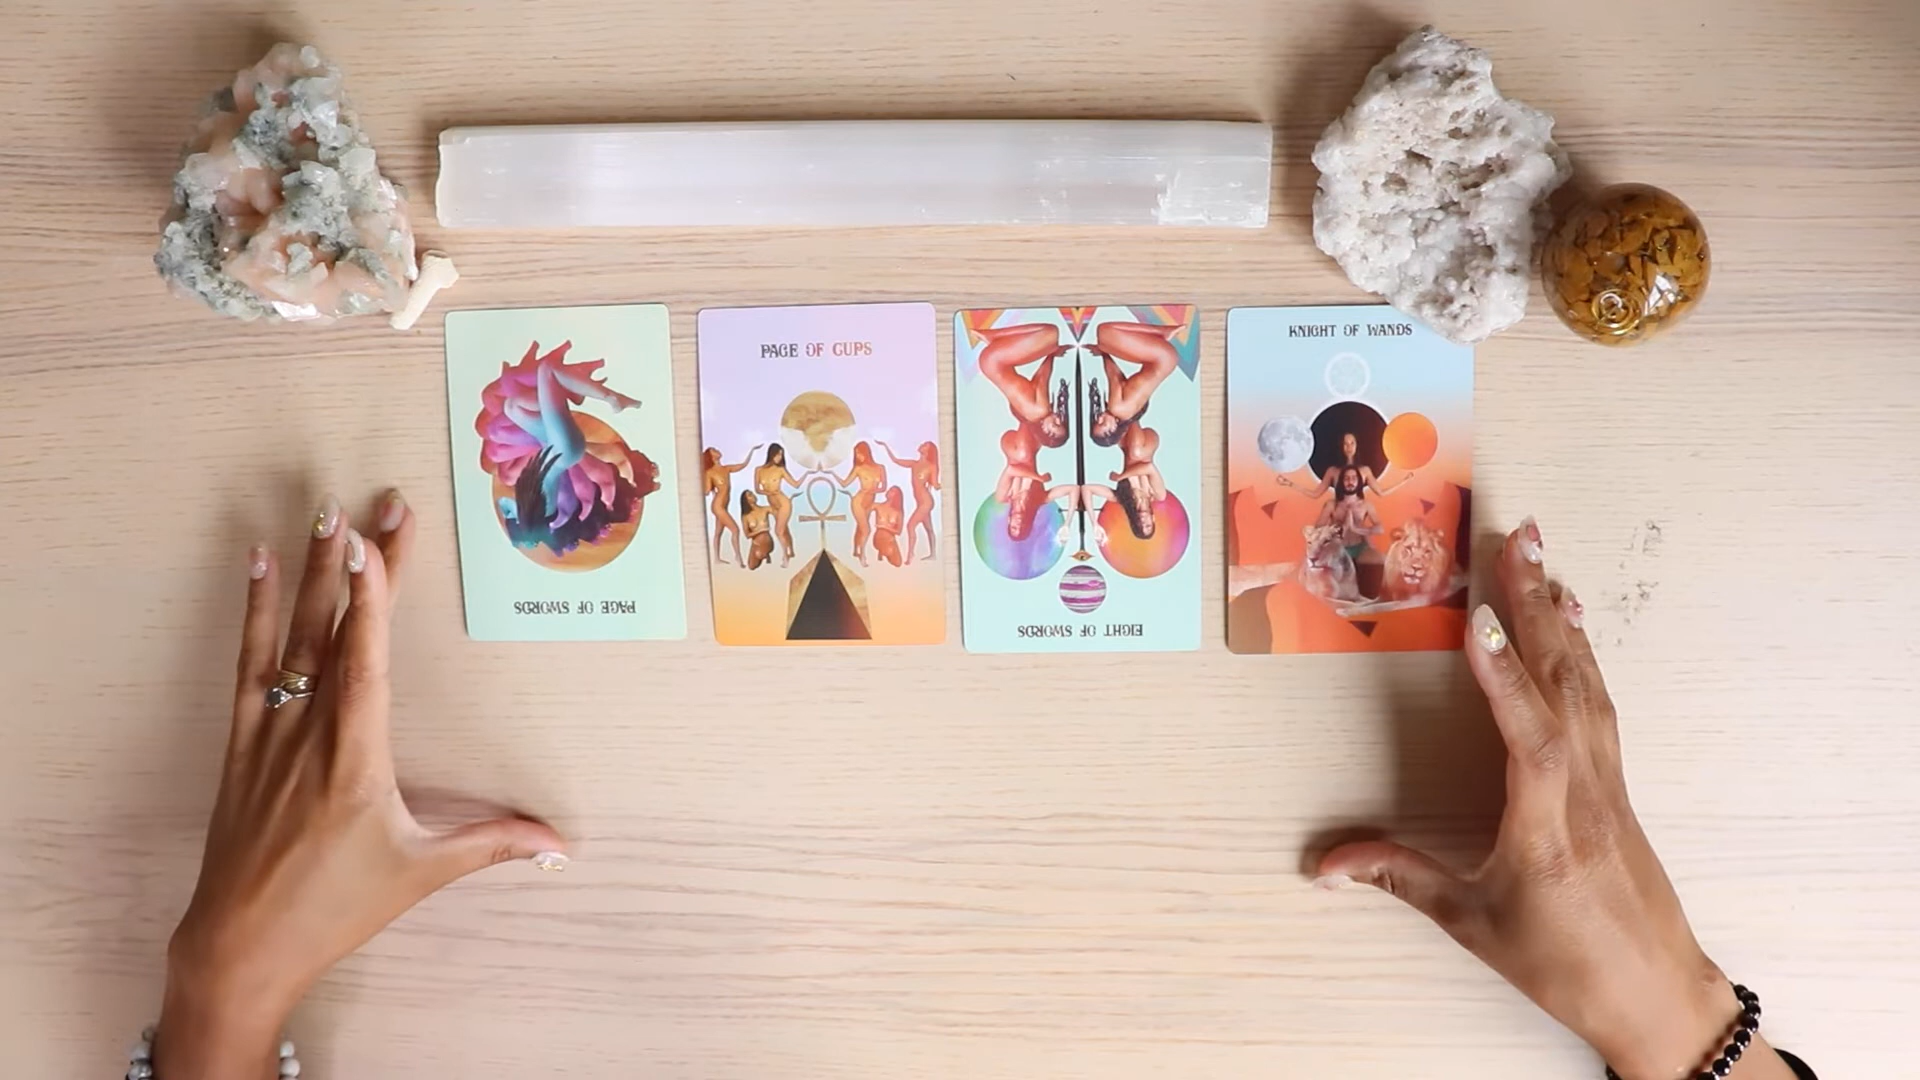 PAGE OF SWORDS
PAGE OF CUPS
EIGHT OF SWORDS
KNIGHT OF WANDS